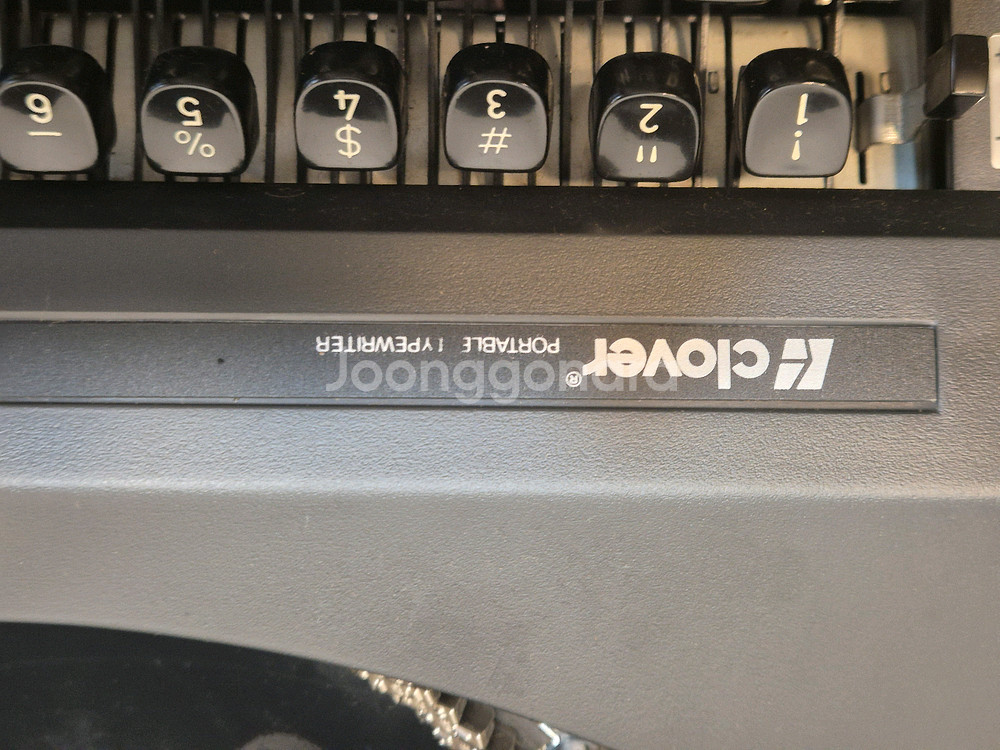 ! " # $ % _
1 2 3 4 5 6
clover® PORTABLE TYPEWRITER
Joonggonara